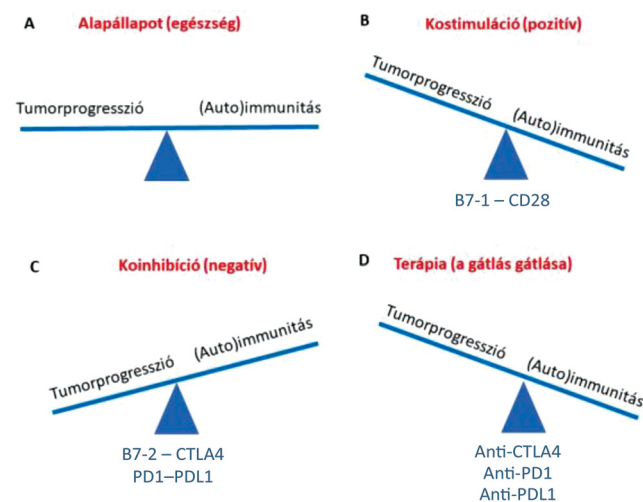 A Alapállapot (egészség)
Tumorprogresszió (Auto)immunitás
B Kostimuláció (pozitív)
Tumorprogresszió (Auto)immunitás
B7-1 – CD28
C Koinhibíció (negatív)
Tumorprogresszió (Auto)immunitás
B7-2 – CTLA4
PD1–PDL1
D Terápia (a gátlás gátlása)
Tumorprogresszió (Auto)immunitás
Anti-CTLA4
Anti-PD1
Anti-PDL1